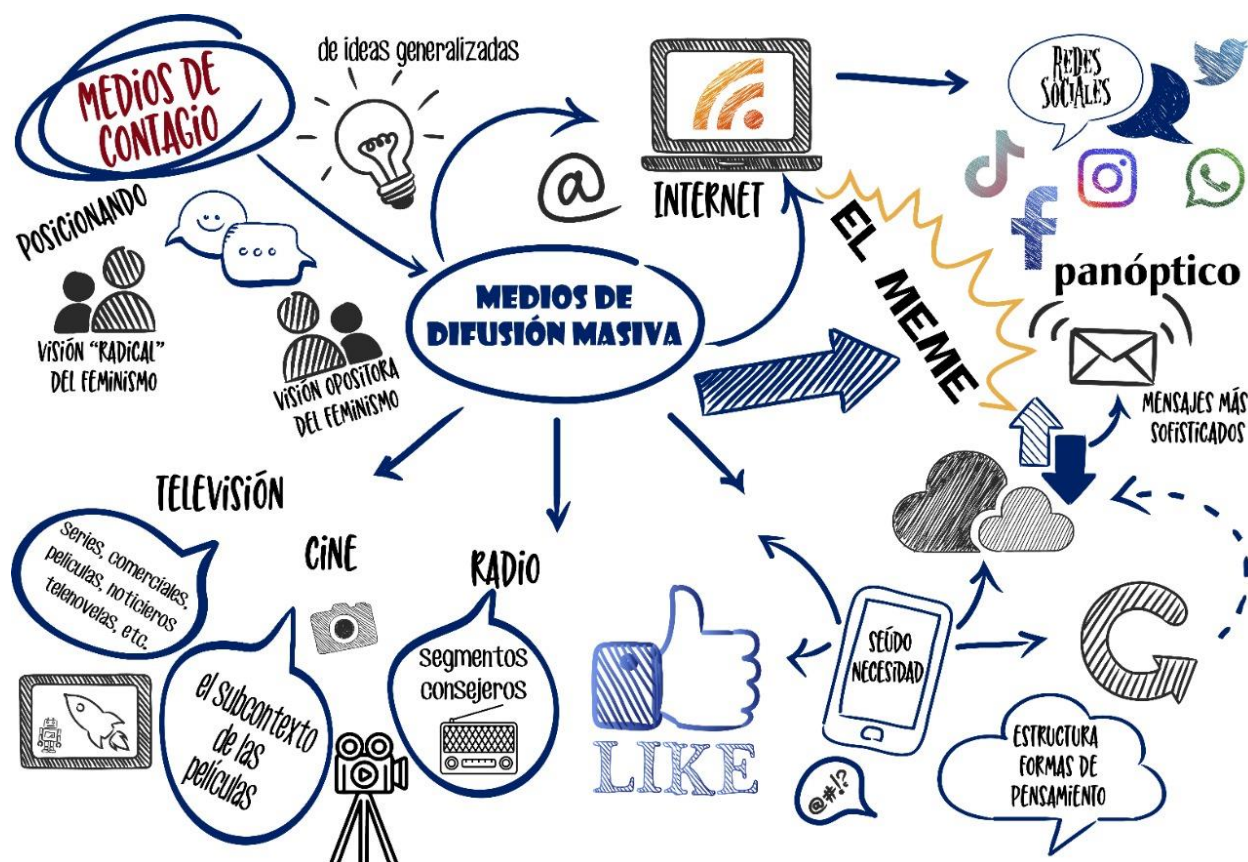 MEDIOS DE
CONTAGIO
de ideas generalizadas
POSICIONANDO
VISIÓN "RADICAL"
DEL FEMINISMO
VISIÓN OPOSITORA
DEL FEMINISMO
MEDIOS DE
DIFUSIÓN MASIVA
@
INTERNET
REDES
SOCIALES
EL MEME
panóptico
MENSAJES MÁS
SOFISTICADOS
TELEVISIÓN
series, comerciales,
películas, noticieros
telenovelas, etc.
CINE
el subcontexto
de las
películas
RADIO
segmentos
consejeros
LIKE
SEÚDO
NECESIDAD
@#!?
ESTRUCTURA
FORMAS DE
PENSAMIENTO